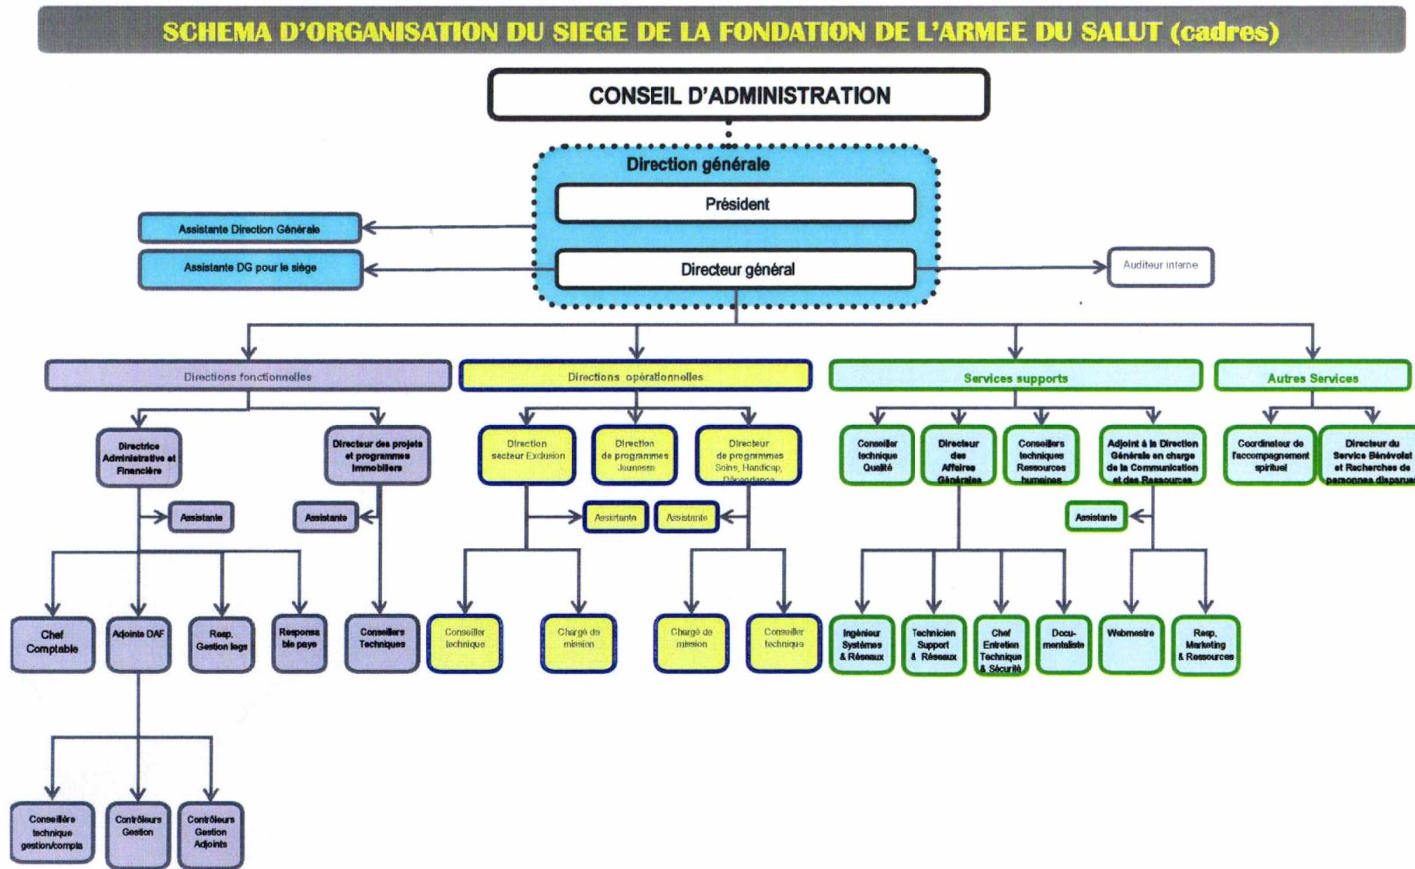 SCHEMA D'ORGANISATION DU SIEGE DE LA FONDATION DE L'ARMEE DU SALUT (cadres)
CONSEIL D'ADMINISTRATION
Direction générale
Président
Assistante Direction Générale
Assistante DG pour le siège
Directeur général
Auditeur interne
Directions fonctionnelles
Directions opérationnelles
Services supports
Autres Services
Directrice
Administrative et
Financière
Directeur des projets
et programmes
Immobiliers
Direction
secteur Exclusion
Direction
de programmes
Jeunesse
Directeur
de programmes
Soins, Handicap,
Dépendance
Conseiller
technique
Qualité
Directeur
des
Affaires
Générales
Conseillers
techniques
Ressources
humaines
Adjoint à la Direction
Générale en charge
de la Communication
et des Ressources
Coordinateur de
l'accompagnement
spirituel
Directeur du
Service Bénévolat
et Recherches de
personnes disparues
Assistante
Assistante
Assistante
Assistante
Assistante
Chef
Comptable
Adjointe DAF
Resp.
Gestion legs
Responsa
ble paye
Conseillers
Techniques
Conseiller
technique
Chargé de
mission
Chargé de
mission
Conseiller
technique
Ingénieur
Systèmes
& Réseaux
Technicien
Support
& Réseaux
Chef
Entretien
Technique
& Sécurité
Docu-
mentaliste
Webmestre
Resp.
Marketing
& Ressources
Conseillère
technique
gestion/compta
Contrôleurs
Gestion
Contrôleurs
Gestion
Adjoints